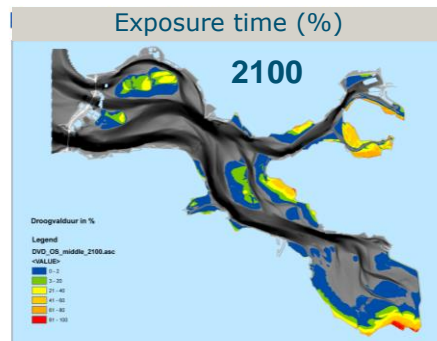 Exposure time (%)
2100
Droogvalduur in %
Legend
DVD_OS_middle_2100.asc
<VALUE>
0 - 2
3 - 20
21 - 40
41 - 60
61 - 80
81 - 100